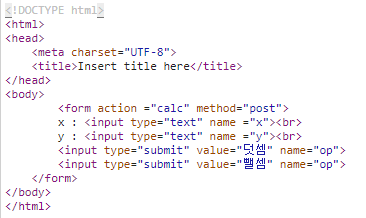 <!DOCTYPE html>
<html>
<head>
    <meta charset="UTF-8">
    <title>Insert title here</title>
</head>
<body>
        <form action ="calc" method="post">
        x : <input type="text" name ="x"><br>
        y : <input type="text" name ="y"><br>
        <input type="submit" value="덧셈" name="op">
        <input type="submit" value="뺄셈" name="op">
    </form>
</body>
</html>